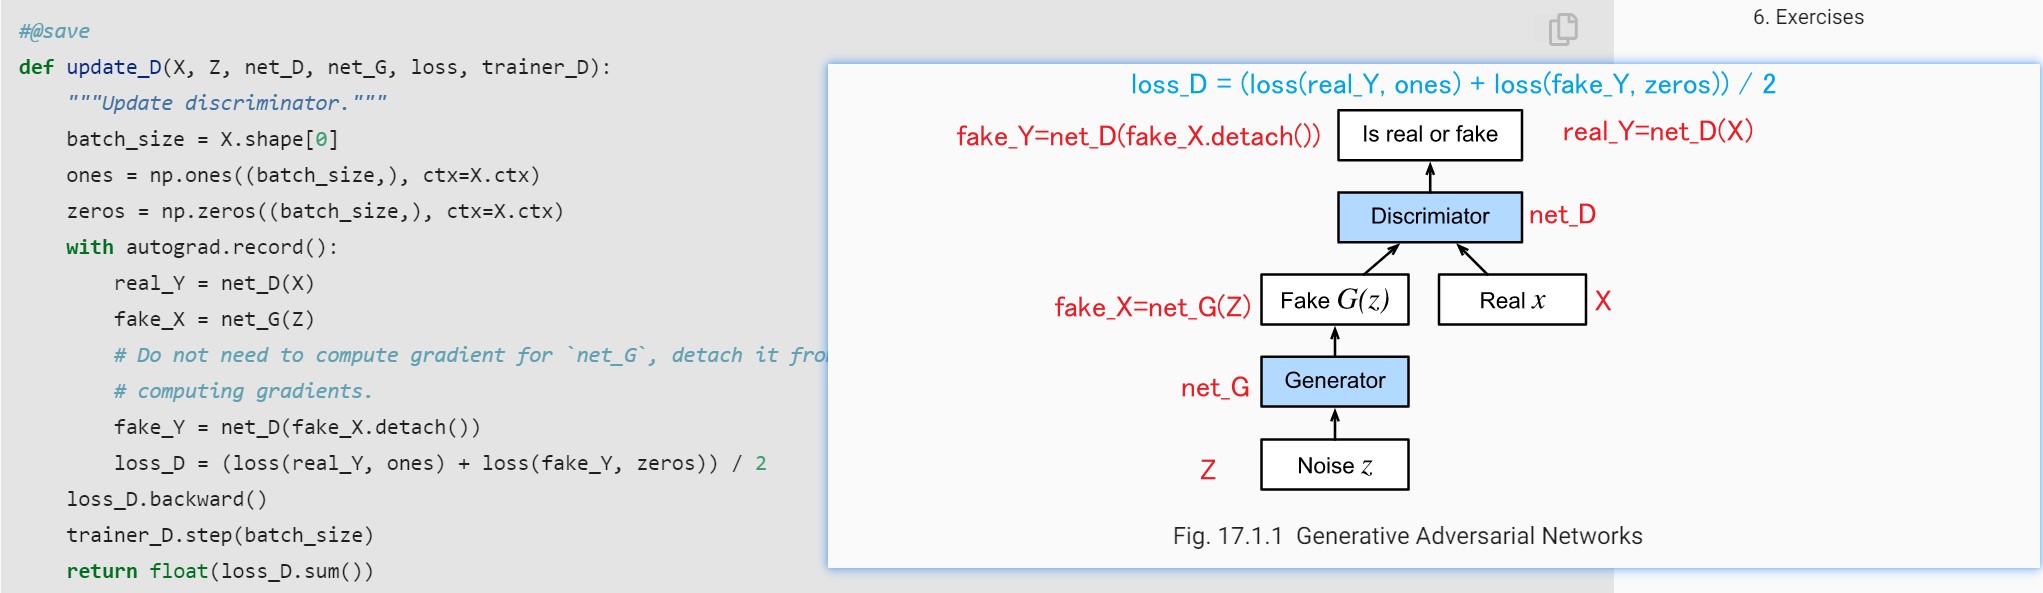 #@save
def update_D(X, Z, net_D, net_G, loss, trainer_D):
"""Update discriminator."""
batch_size = X.shape[0]
ones = np.ones((batch_size,), ctx=X.ctx)
zeros = np.zeros((batch_size,), ctx=X.ctx)
with autograd.record():
real_Y = net_D(X)
fake_X = net_G(Z)
# Do not need to compute gradient for `net_G`, detach it fro
# computing gradients.
fake_Y = net_D(fake_X.detach())
loss_D = (loss(real_Y, ones) + loss(fake_Y, zeros)) / 2
loss_D.backward()
trainer_D.step(batch_size)
return float(loss_D.sum())
6. Exercises
loss_D = (loss(real_Y, ones) + loss(fake_Y, zeros)) / 2
fake_Y=net_D(fake_X.detach())
Is real or fake
real_Y=net_D(X)
Discrimiator
net_D
fake_X=net_G(Z)
Fake G(z)
Real x
X
net_G
Generator
Z
Noise z
Fig. 17.1.1 Generative Adversarial Networks